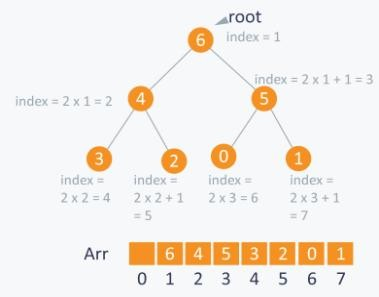 root
6
index = 1
index = 2 x 1 + 1 = 3
index = 2 x 1 = 2
4
5
3
2
0
1
index =
2 x 2 = 4
index =
2 x 2 + 1
= 5
index =
2 x 3 = 6
index =
2 x 3 + 1
= 7
Arr 6 4 5 3 2 0 1
0 1 2 3 4 5 6 7